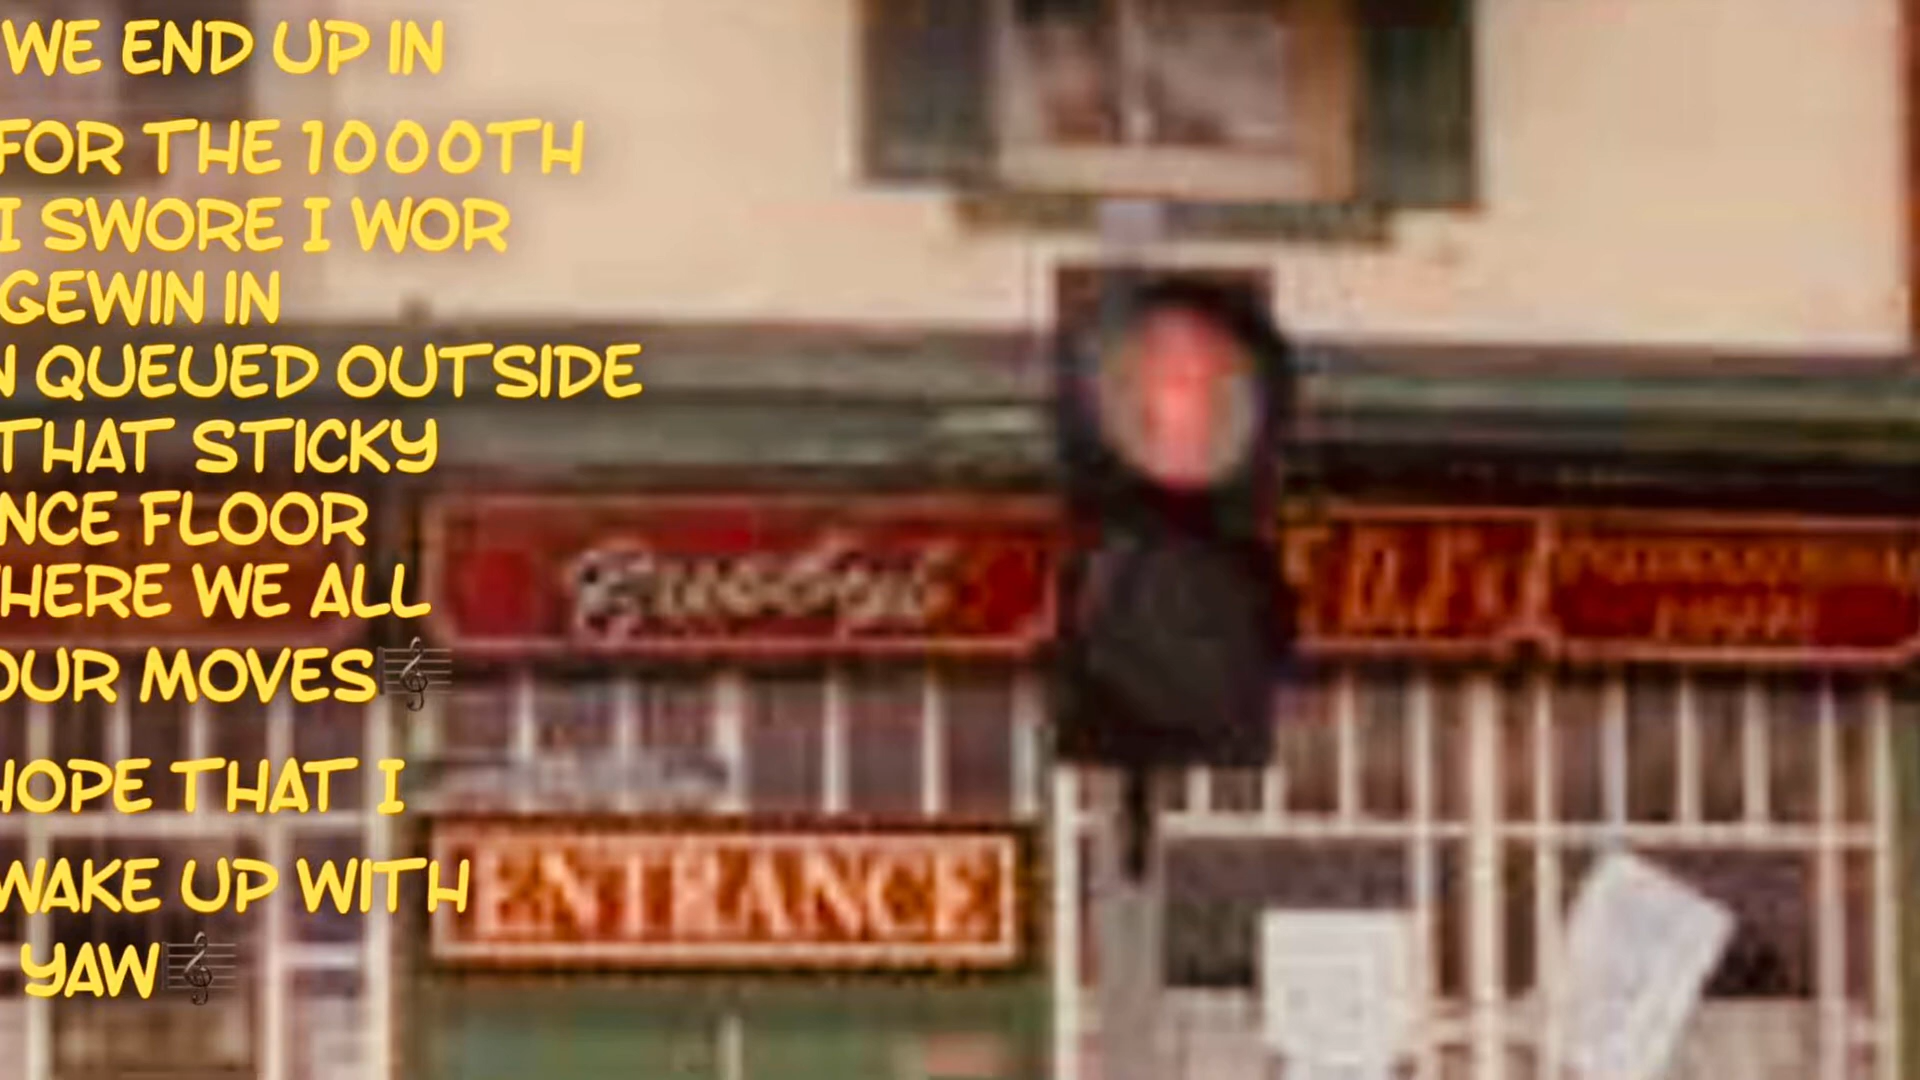 WE END UP IN
FOR THE 1000TH
I SWORE I WOR
GEWIN IN
N QUEUED OUTSIDE
THAT STICKY
NCE FLOOR
HERE WE ALL
OUR MOVES
HOPE THAT I
WAKE UP WITH
YAW
ENTRANCE